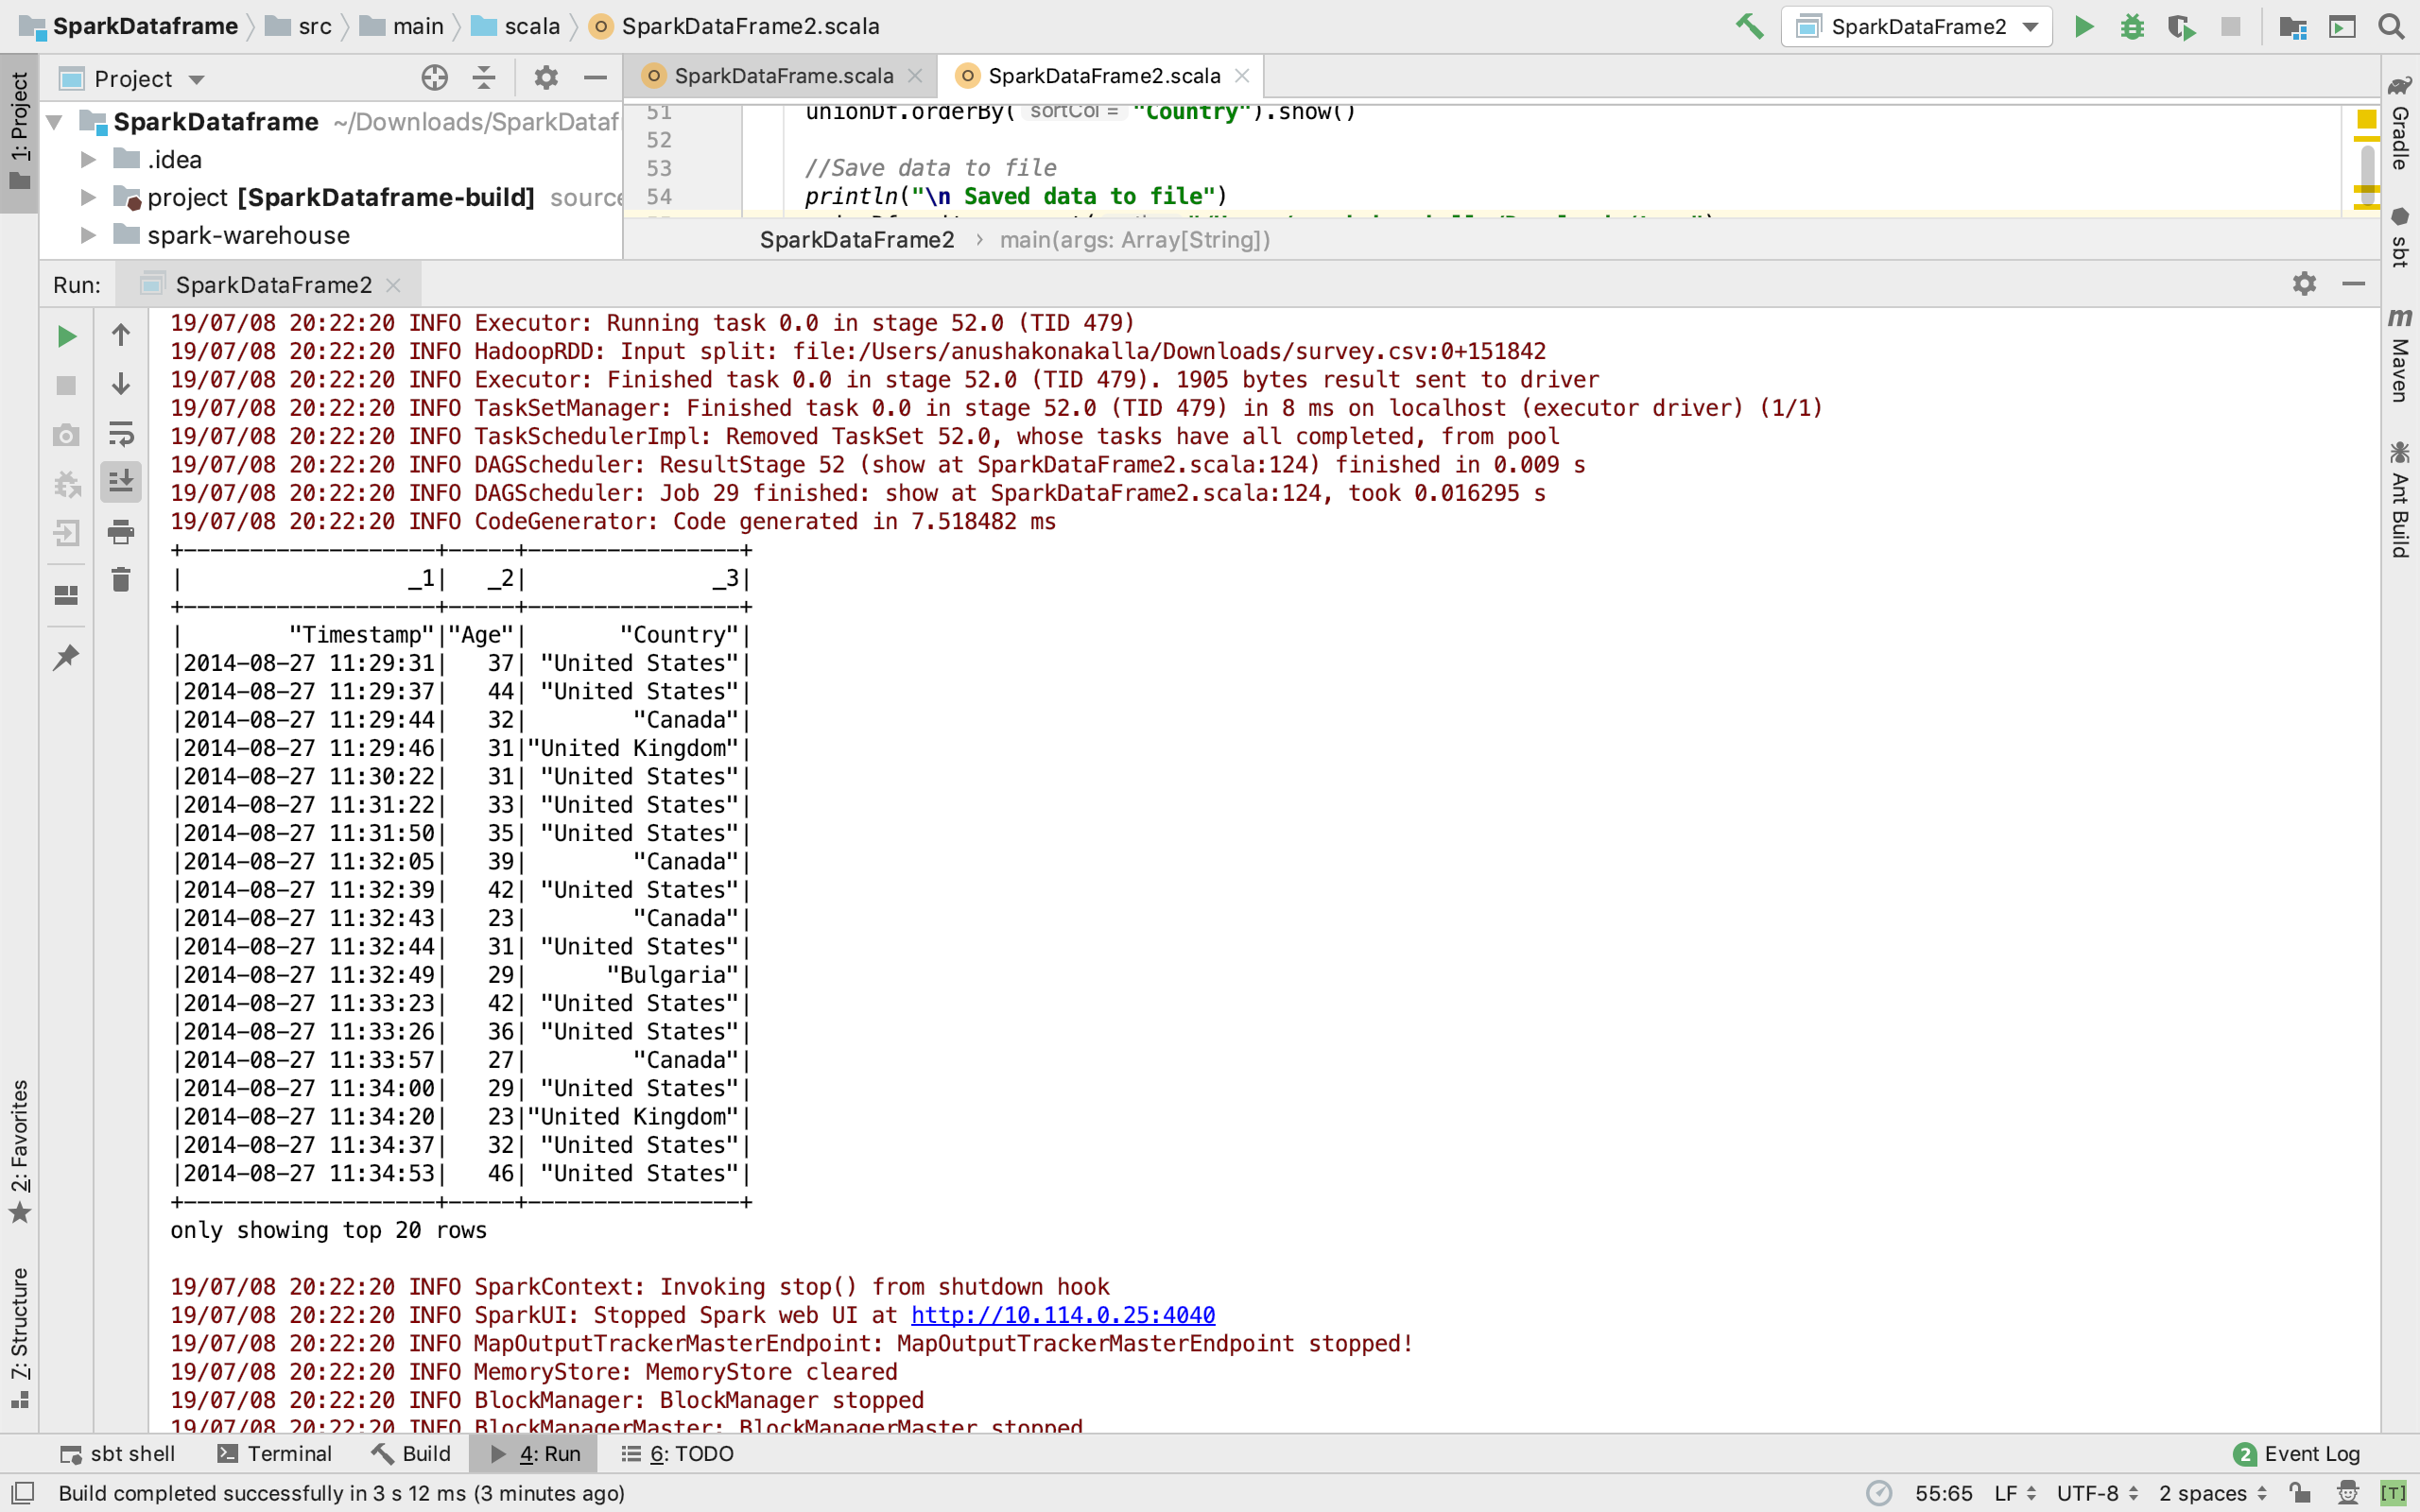 SparkDataframe src main scala SparkDataFrame2.scala SparkDataFrame2
1: Project
Project
SparkDataFrame.scala SparkDataFrame2.scala
SparkDataframe ~/Downloads/SparkDataf
.idea
project [SparkDataframe-build] source
spark-warehouse
51 unionDf.orderBy( sortCol = "Country").show()
52
53 //Save data to file
54 println("\n Saved data to file")
SparkDataFrame2 › main(args: Array[String])
Gradle
sbt
Maven
Ant Build
Run: SparkDataFrame2
19/07/08 20:22:20 INFO Executor: Running task 0.0 in stage 52.0 (TID 479)
19/07/08 20:22:20 INFO HadoopRDD: Input split: file:/Users/anushakonakalla/Downloads/survey.csv:0+151842
19/07/08 20:22:20 INFO Executor: Finished task 0.0 in stage 52.0 (TID 479). 1905 bytes result sent to driver
19/07/08 20:22:20 INFO TaskSetManager: Finished task 0.0 in stage 52.0 (TID 479) in 8 ms on localhost (executor driver) (1/1)
19/07/08 20:22:20 INFO TaskSchedulerImpl: Removed TaskSet 52.0, whose tasks have all completed, from pool
19/07/08 20:22:20 INFO DAGScheduler: ResultStage 52 (show at SparkDataFrame2.scala:124) finished in 0.009 s
19/07/08 20:22:20 INFO DAGScheduler: Job 29 finished: show at SparkDataFrame2.scala:124, took 0.016295 s
19/07/08 20:22:20 INFO CodeGenerator: Code generated in 7.518482 ms
+-------------------+-----+----------------+
|                 _1|   _2|              _3|
+-------------------+-----+----------------+
|        "Timestamp"|"Age"|       "Country"|
|2014-08-27 11:29:31|   37| "United States"|
|2014-08-27 11:29:37|   44| "United States"|
|2014-08-27 11:29:44|   32|        "Canada"|
|2014-08-27 11:29:46|   31|"United Kingdom"|
|2014-08-27 11:30:22|   31| "United States"|
|2014-08-27 11:31:22|   33| "United States"|
|2014-08-27 11:31:50|   35| "United States"|
|2014-08-27 11:32:05|   39|        "Canada"|
|2014-08-27 11:32:39|   42| "United States"|
|2014-08-27 11:32:43|   23|        "Canada"|
|2014-08-27 11:32:44|   31| "United States"|
|2014-08-27 11:32:49|   29|      "Bulgaria"|
|2014-08-27 11:33:23|   42| "United States"|
|2014-08-27 11:33:26|   36| "United States"|
|2014-08-27 11:33:57|   27|        "Canada"|
|2014-08-27 11:34:00|   29| "United States"|
|2014-08-27 11:34:20|   23|"United Kingdom"|
|2014-08-27 11:34:37|   32| "United States"|
|2014-08-27 11:34:53|   46| "United States"|
+-------------------+-----+----------------+
only showing top 20 rows
19/07/08 20:22:20 INFO SparkContext: Invoking stop() from shutdown hook
19/07/08 20:22:20 INFO SparkUI: Stopped Spark web UI at http://10.114.0.25:4040
19/07/08 20:22:20 INFO MapOutputTrackerMasterEndpoint: MapOutputTrackerMasterEndpoint stopped!
19/07/08 20:22:20 INFO MemoryStore: MemoryStore cleared
19/07/08 20:22:20 INFO BlockManager: BlockManager stopped
19/07/08 20:22:20 INFO BlockManagerMaster: BlockManagerMaster stopped
2: Favorites
7: Structure
sbt shell Terminal Build 4: Run 6: TODO 2 Event Log
Build completed successfully in 3 s 12 ms (3 minutes ago) 55:65 LF UTF-8 2 spaces [T]